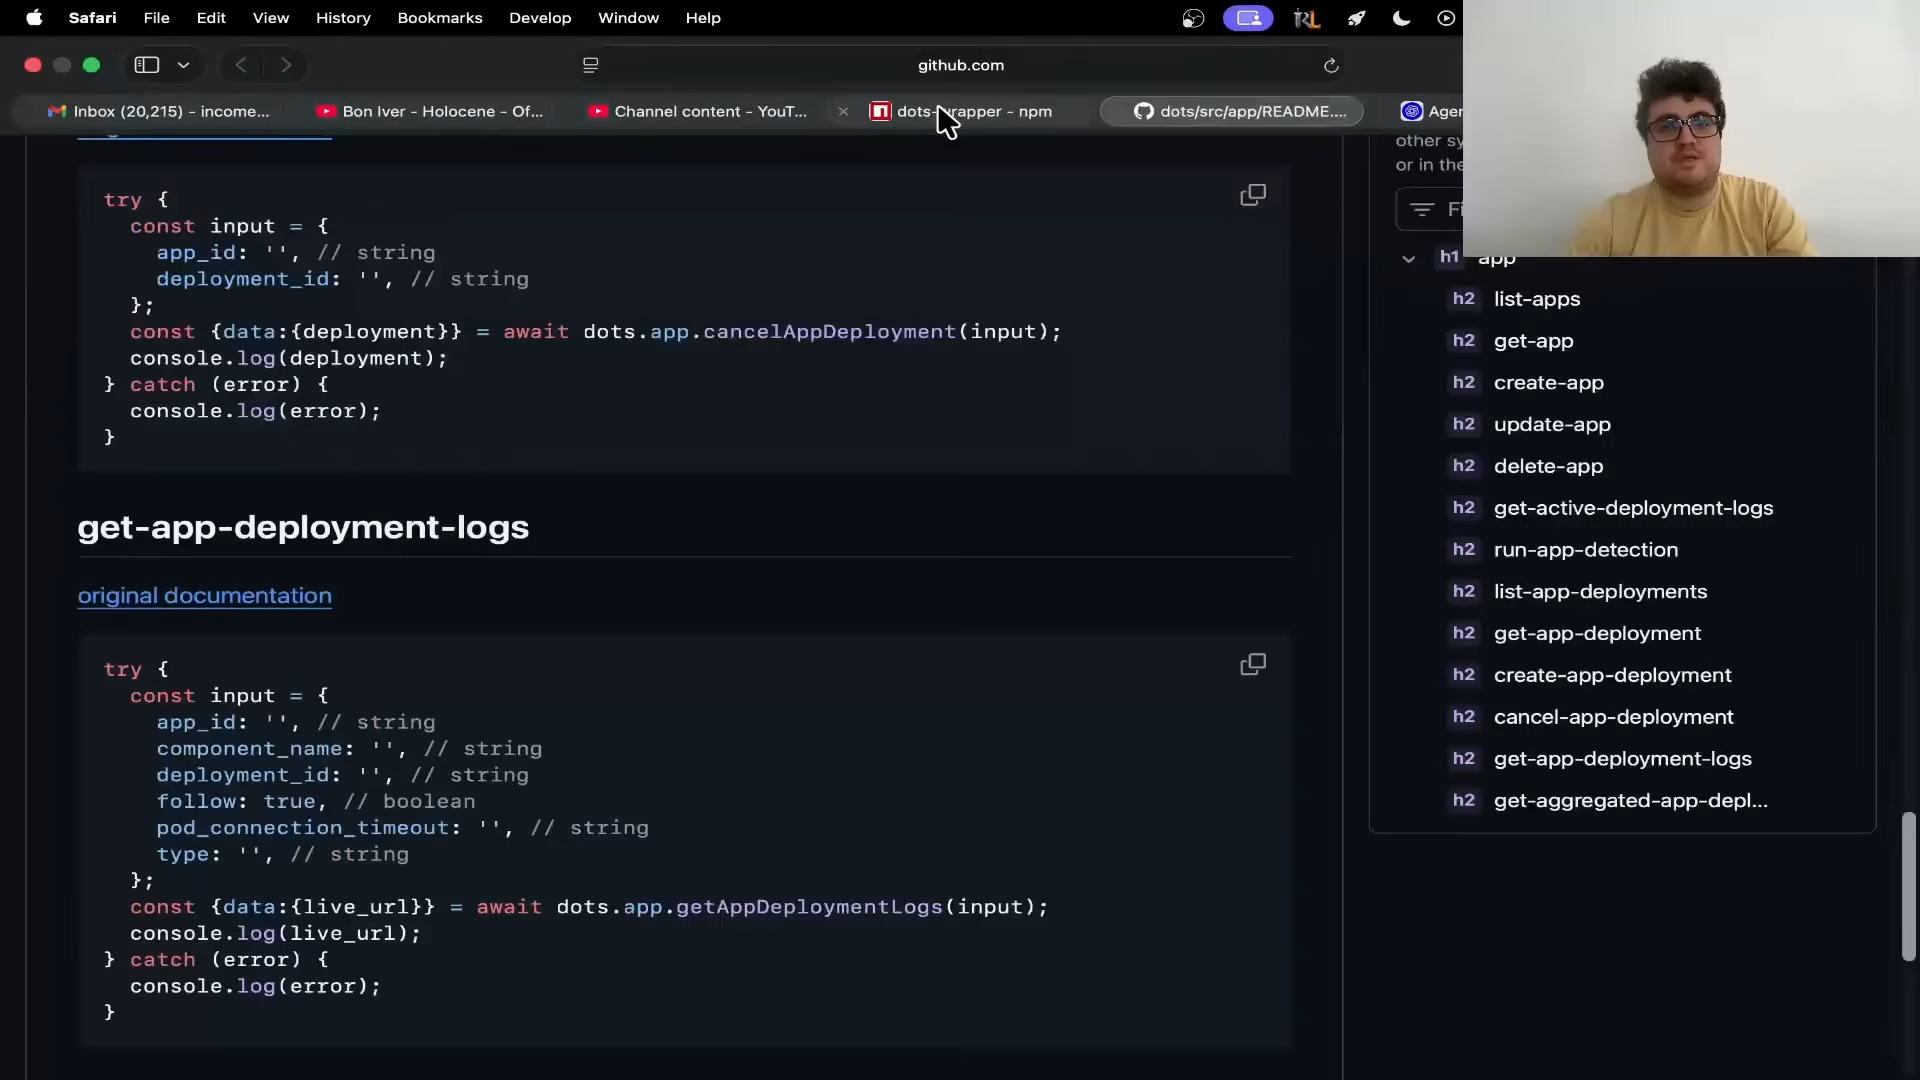 Safari File Edit View History Bookmarks Develop Window Help
github.com
Inbox (20,215) – income... Bon Iver - Holocene - Of... Channel content - YouT... dots-wrapper - npm dots/src/app/README.... Agen
other sy
or in the
try {
const input = {
app_id: '', // string
deployment_id: '', // string
};
const {data:{deployment}} = await dots.app.cancelAppDeployment(input);
console.log(deployment);
} catch (error) {
console.log(error);
}
get-app-deployment-logs
original documentation
try {
const input = {
app_id: '', // string
component_name: '', // string
deployment_id: '', // string
follow: true, // boolean
pod_connection_timeout: '', // string
type: '', // string
};
const {data:{live_url}} = await dots.app.getAppDeploymentLogs(input);
console.log(live_url);
} catch (error) {
console.log(error);
}
Fi
h1 app
h2 list-apps
h2 get-app
h2 create-app
h2 update-app
h2 delete-app
h2 get-active-deployment-logs
h2 run-app-detection
h2 list-app-deployments
h2 get-app-deployment
h2 create-app-deployment
h2 cancel-app-deployment
h2 get-app-deployment-logs
h2 get-aggregated-app-depl...